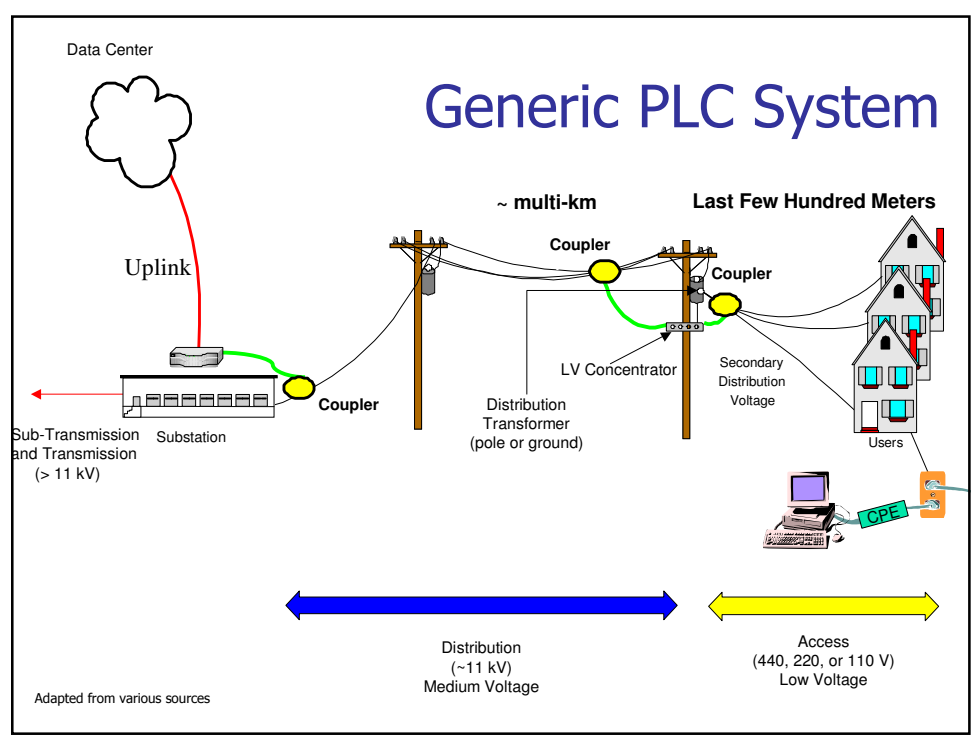 Data Center
Generic PLC System
~ multi-km
Last Few Hundred Meters
Coupler
Coupler
Uplink
LV Concentrator
Secondary
Distribution
Voltage
Coupler
Distribution
Transformer
(pole or ground)
Sub-Transmission
and Transmission
(> 11 kV)
Substation
Users
CPE
Distribution
(~11 kV)
Medium Voltage
Access
(440, 220, or 110 V)
Low Voltage
Adapted from various sources